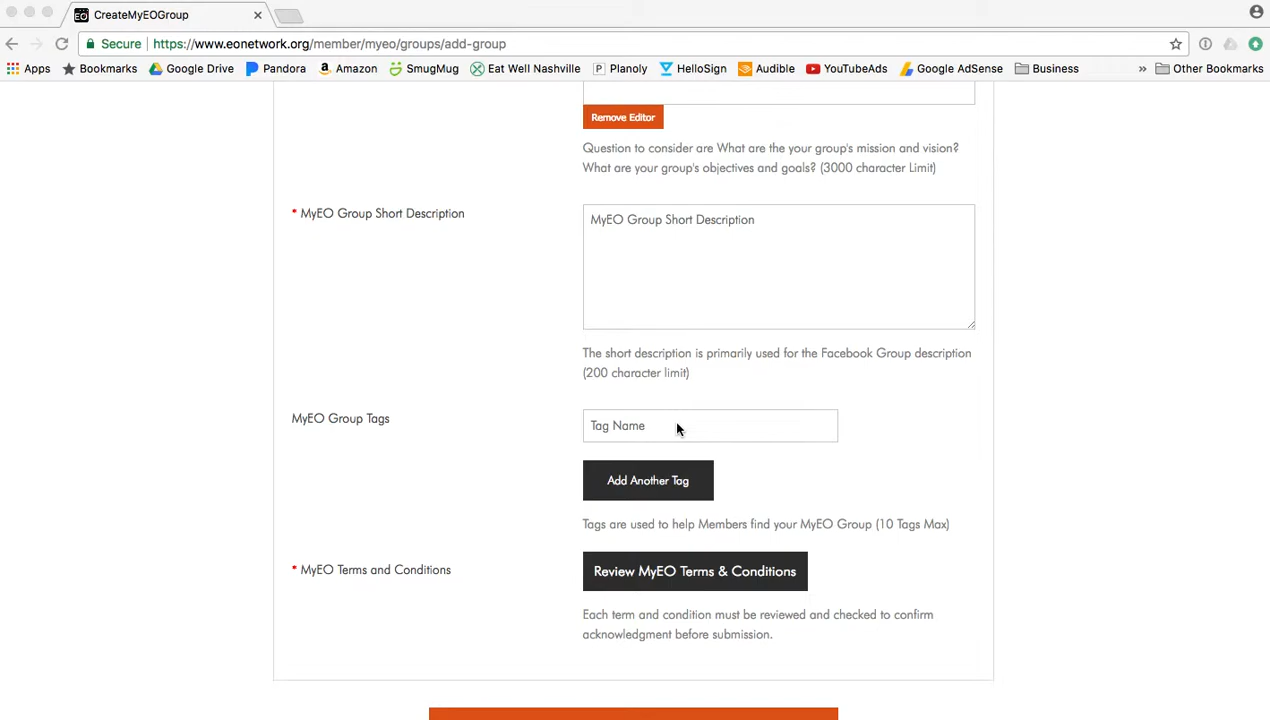 CreateMyEOGroup
Secure https://www.eonetwork.org/member/myeo/groups/add-group
Apps Bookmarks Google Drive Pandora Amazon SmugMug Eat Well Nashville Planoly HelloSign Audible YouTubeAds Google AdSense Business » Other Bookmarks
Remove Editor
Question to consider are What are the your group's mission and vision?
What are your group's objectives and goals? (3000 character Limit)
* MyEO Group Short Description
MyEO Group Short Description
The short description is primarily used for the Facebook Group description
(200 character limit)
MyEO Group Tags
Tag Name
Add Another Tag
Tags are used to help Members find your MyEO Group (10 Tags Max)
* MyEO Terms and Conditions
Review MyEO Terms & Conditions
Each term and condition must be reviewed and checked to confirm
acknowledgment before submission.